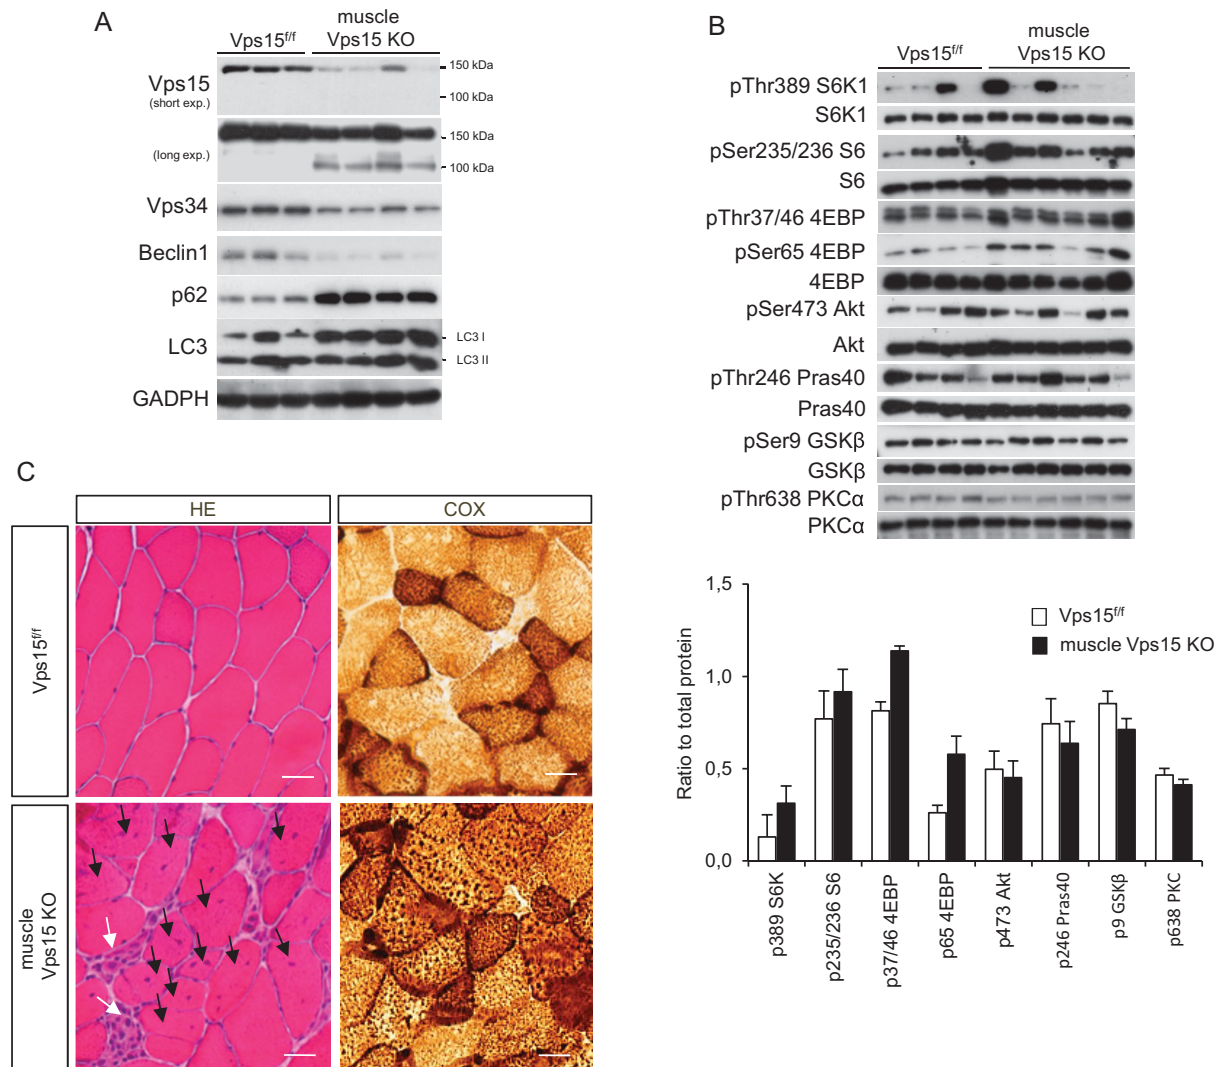 A
Vps15f/f
muscle
Vps15 KO
Vps15
(short exp.)
150 kDa
100 kDa
(long exp.)
150 kDa
100 kDa
Vps34
Beclin1
p62
LC3
LC3 I
LC3 II
GADPH
B
Vps15f/f
muscle
Vps15 KO
pThr389 S6K1
S6K1
pSer235/236 S6
S6
pThr37/46 4EBP
pSer65 4EBP
4EBP
pSer473 Akt
Akt
pThr246 Pras40
Pras40
pSer9 GSKβ
GSKβ
pThr638 PKCα
PKCα
Ratio to total protein
1,5
1,0
0,5
0,0
Vps15f/f
muscle Vps15 KO
p389 S6K
p235/236 S6
p37/46 4EBP
p65 4EBP
p473 Akt
p246 Pras40
p9 GSKβ
p638 PKC
C
HE
COX
Vps15f/f
muscle
Vps15 KO